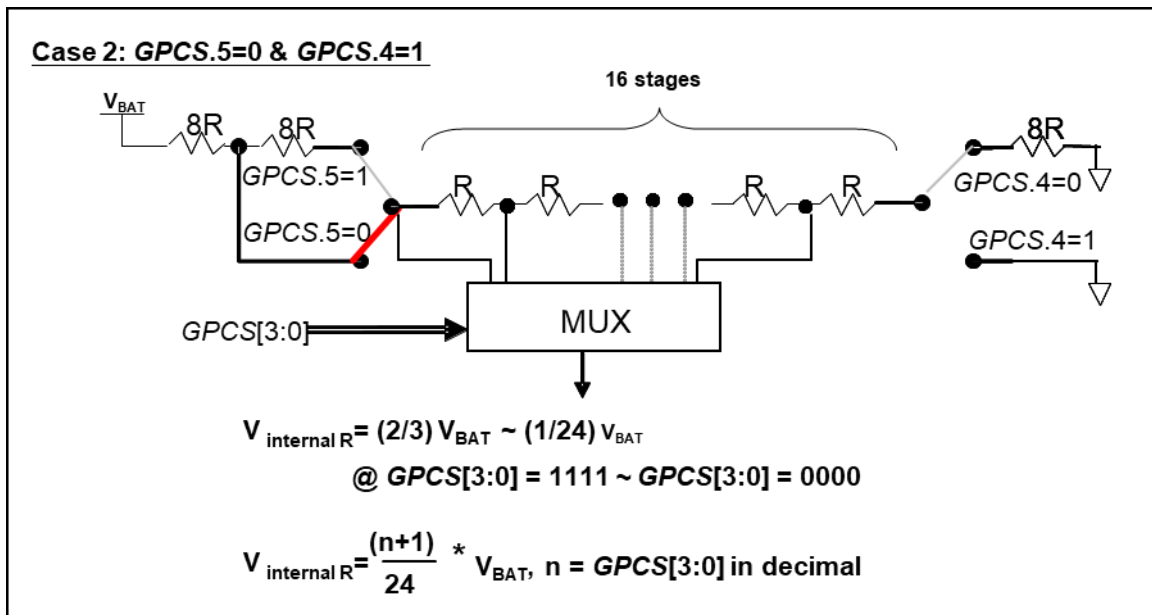 Case 2: GPCS.5=0 & GPCS.4=1
16 stages
VBAT
8R
8R
8R
GPCS.5=1
R
R
R
R
GPCS.4=0
GPCS.5=0
GPCS.4=1
MUX
GPCS[3:0]
V internal R= (2/3) VBAT ~ (1/24) VBAT
@ GPCS[3:0] = 1111 ~ GPCS[3:0] = 0000
V internal R= (n+1)/24 * VBAT, n = GPCS[3:0] in decimal